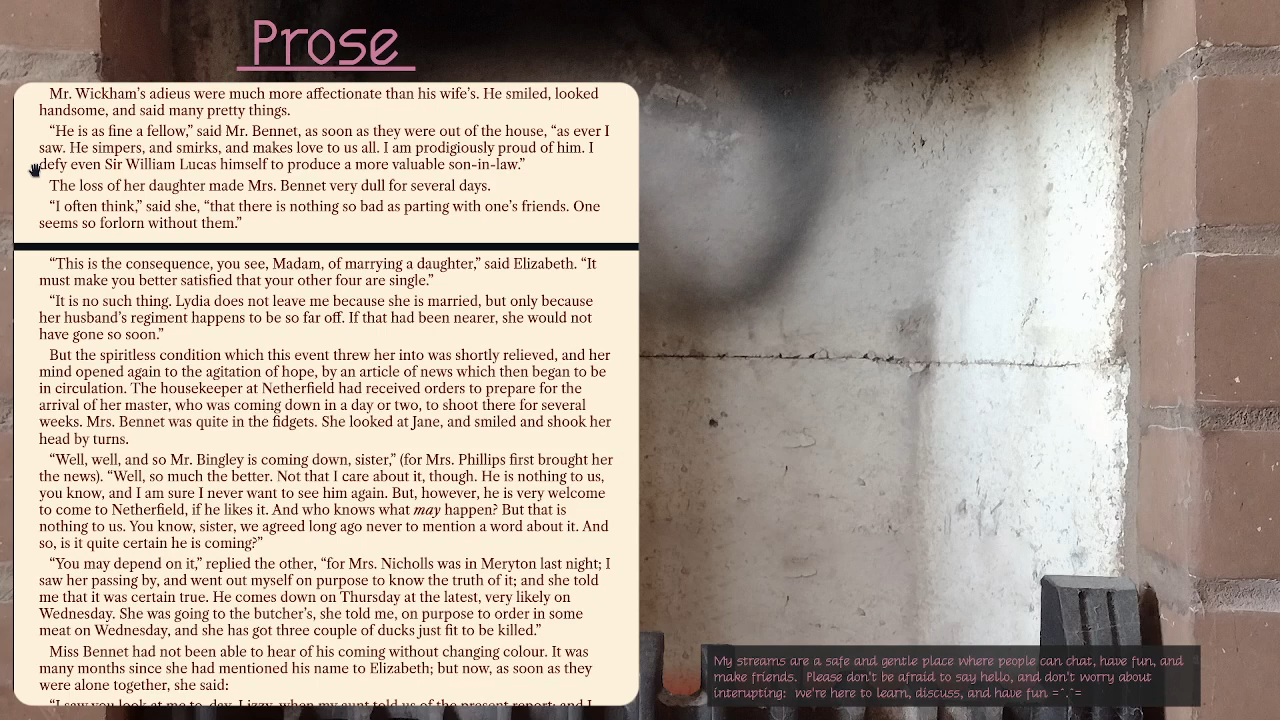 Prose
Mr. Wickham’s adieus were much more affectionate than his wife’s. He smiled, looked
handsome, and said many pretty things.
“He is as fine a fellow,” said Mr. Bennet, as soon as they were out of the house, “as ever I
saw. He simpers, and smirks, and makes love to us all. I am prodigiously proud of him. I
defy even Sir William Lucas himself to produce a more valuable son-in-law.”
The loss of her daughter made Mrs. Bennet very dull for several days.
“I often think,” said she, “that there is nothing so bad as parting with one’s friends. One
seems so forlorn without them.”
“This is the consequence, you see, Madam, of marrying a daughter,” said Elizabeth. “It
must make you better satisfied that your other four are single.”
“It is no such thing. Lydia does not leave me because she is married, but only because
her husband’s regiment happens to be so far off. If that had been nearer, she would not
have gone so soon.”
But the spiritless condition which this event threw her into was shortly relieved, and her
mind opened again to the agitation of hope, by an article of news which then began to be
in circulation. The housekeeper at Netherfield had received orders to prepare for the
arrival of her master, who was coming down in a day or two, to shoot there for several
weeks. Mrs. Bennet was quite in the fidgets. She looked at Jane, and smiled and shook her
head by turns.
“Well, well, and so Mr. Bingley is coming down, sister,” (for Mrs. Phillips first brought her
the news). “Well, so much the better. Not that I care about it, though. He is nothing to us,
you know, and I am sure I never want to see him again. But, however, he is very welcome
to come to Netherfield, if he likes it. And who knows what may happen? But that is
nothing to us. You know, sister, we agreed long ago never to mention a word about it. And
so, is it quite certain he is coming?”
“You may depend on it,” replied the other, “for Mrs. Nicholls was in Meryton last night; I
saw her passing by, and went out myself on purpose to know the truth of it; and she told
me that it was certain true. He comes down on Thursday at the latest, very likely on
Wednesday. She was going to the butcher’s, she told me, on purpose to order in some
meat on Wednesday, and she has got three couple of ducks just fit to be killed.”
Miss Bennet had not been able to hear of his coming without changing colour. It was
many months since she had mentioned his name to Elizabeth; but now, as soon as they
were alone together, she said:
“I saw you look at me to-day, Lizzy, when my aunt told us of the present report; and I
My streams are a safe and gentle place where people can chat, have fun, and
make friends. Please don't be afraid to say hello, and don't worry about
interupting: we're here to learn, discuss, and have fun =^.^=